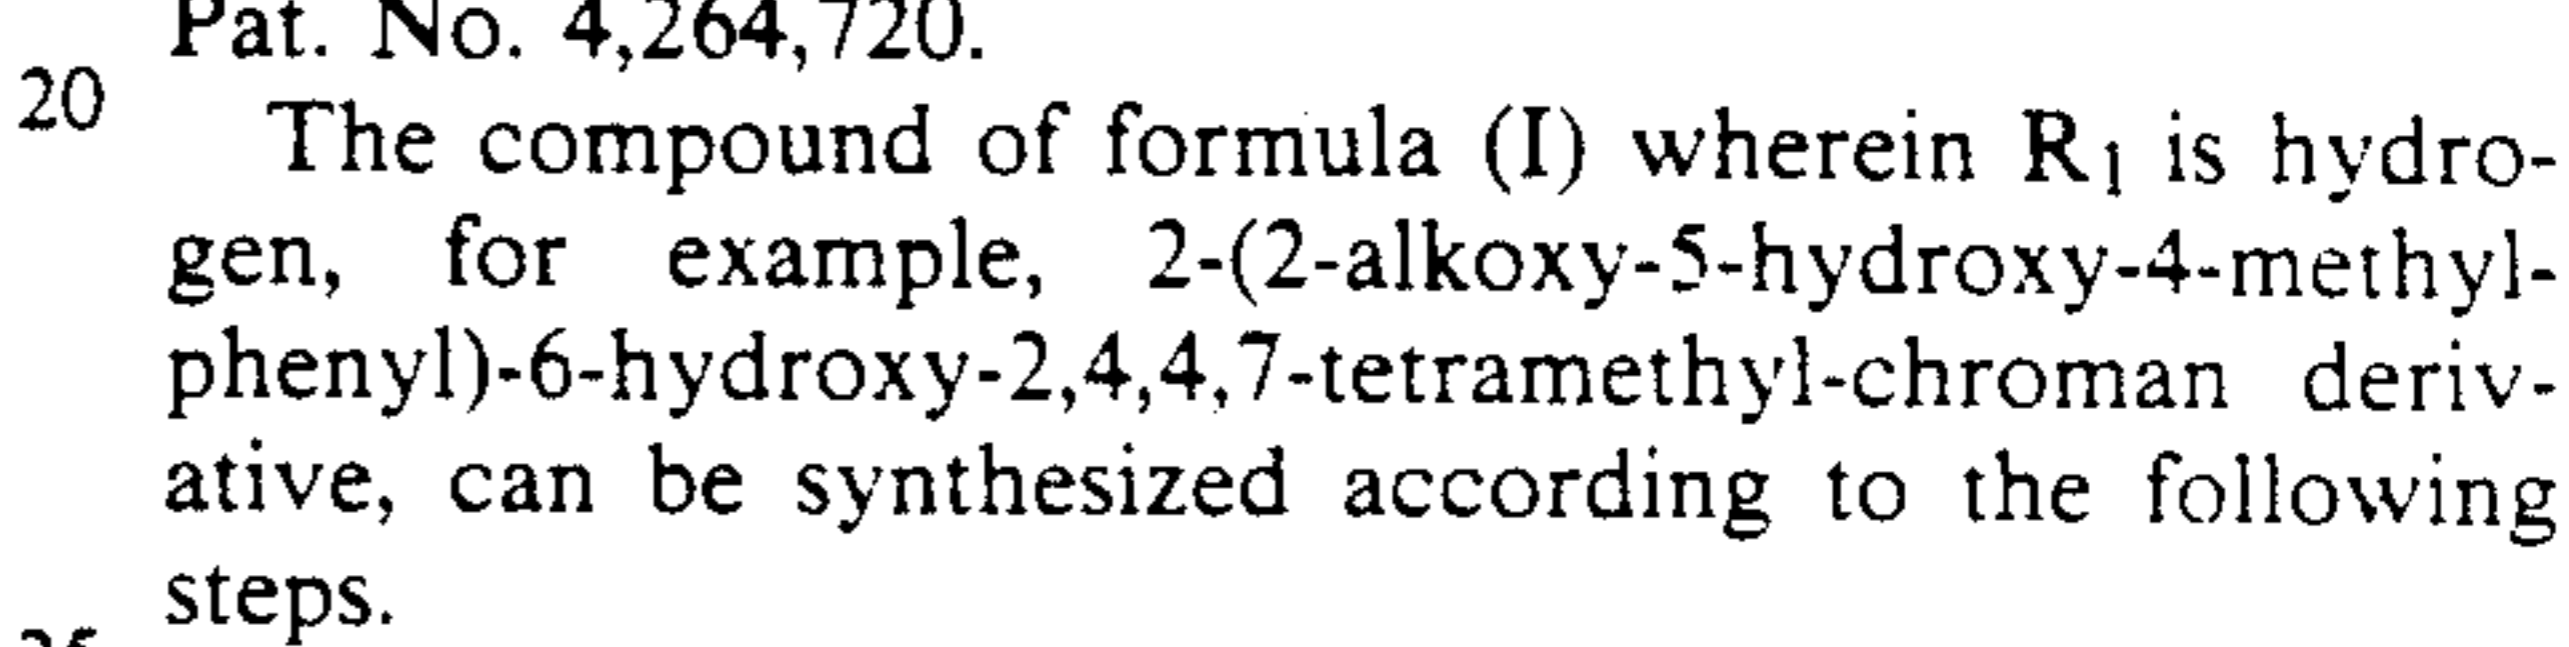 Pat. No. 4,264,720.
20
The compound of formula (I) wherein R₁ is hydro-
gen, for example, 2-(2-alkoxy-5-hydroxy-4-methyl-
phenyl)-6-hydroxy-2,4,4,7-tetramethyl-chroman deriv-
ative, can be synthesized according to the following
steps.